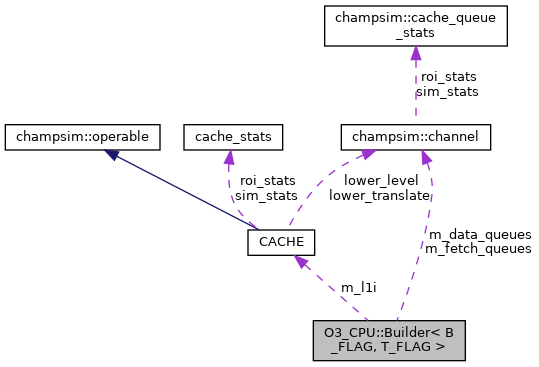 champsim::cache_queue
_stats
roi_stats
sim_stats
champsim::operable
cache_stats
champsim::channel
roi_stats
sim_stats
lower_level
lower_translate
CACHE
m_data_queues
m_fetch_queues
m_l1i
O3_CPU::Builder< B
_FLAG, T_FLAG >